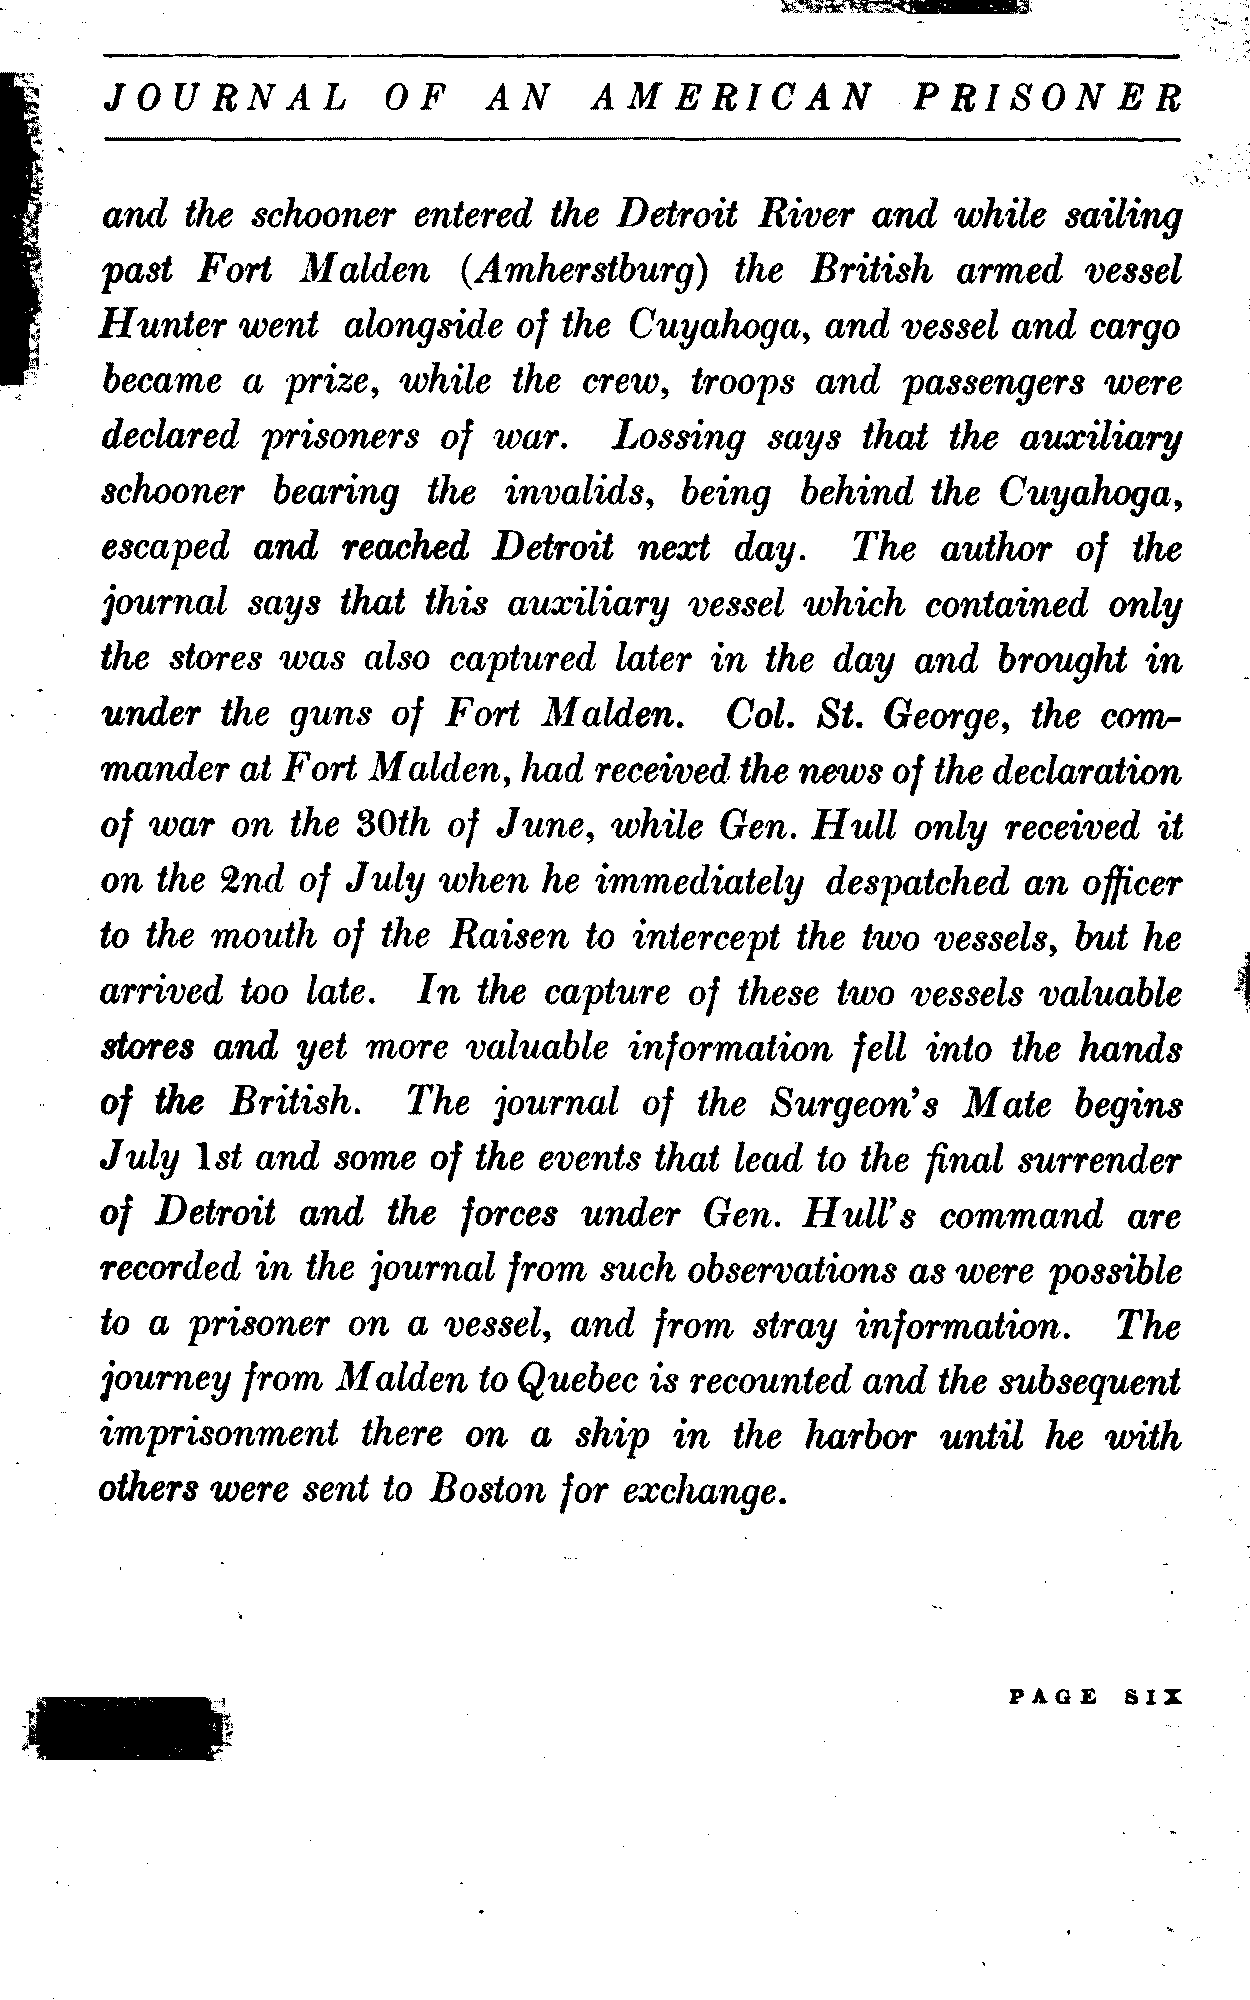 JOURNAL OF AN AMERICAN PRISONER
and the schooner entered the Detroit River and while sailing
past Fort Malden (Amherstburg) the British armed vessel
Hunter went alongside of the Cuyahoga, and vessel and cargo
became a prize, while the crew, troops and passengers were
declared prisoners of war. Lossing says that the auxiliary
schooner bearing the invalids, being behind the Cuyahoga,
escaped and reached Detroit next day. The author of the
journal says that this auxiliary vessel which contained only
the stores was also captured later in the day and brought in
under the guns of Fort Malden. Col. St. George, the com-
mander at Fort Malden, had received the news of the declaration
of war on the 30th of June, while Gen. Hull only received it
on the 2nd of July when he immediately despatched an officer
to the mouth of the Raisen to intercept the two vessels, but he
arrived too late. In the capture of these two vessels valuable
stores and yet more valuable information fell into the hands
of the British. The journal of the Surgeon's Mate begins
July 1st and some of the events that lead to the final surrender
of Detroit and the forces under Gen. Hull's command are
recorded in the journal from such observations as were possible
to a prisoner on a vessel, and from stray information. The
journey from Malden to Quebec is recounted and the subsequent
imprisonment there on a ship in the harbor until he with
others were sent to Boston for exchange.
PAGE SIX